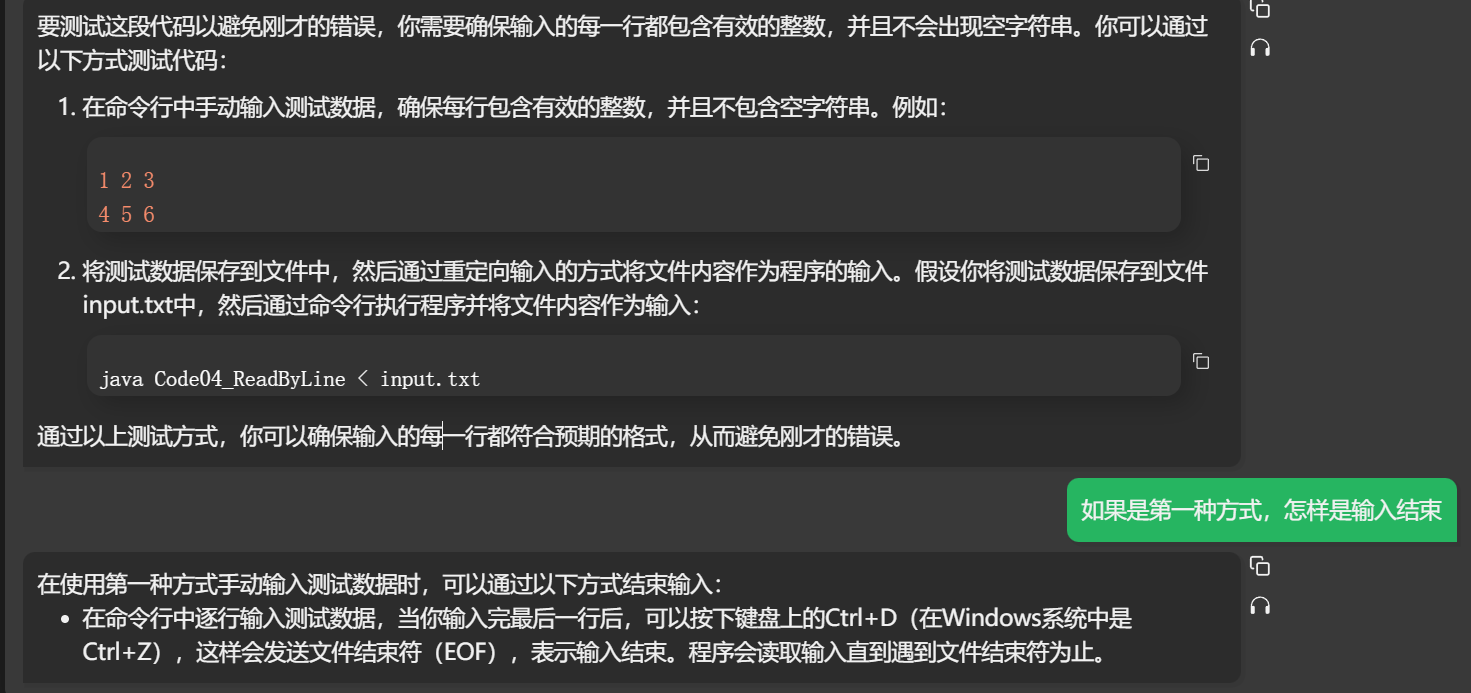 要测试这段代码以避免刚才的错误，你需要确保输入的每一行都包含有效的整数，并且不会出现空字符串。你可以通过
以下方式测试代码：
1. 在命令行中手动输入测试数据，确保每行包含有效的整数，并且不包含空字符串。例如：
1 2 3
4 5 6
2. 将测试数据保存到文件中，然后通过重定向输入的方式将文件内容作为程序的输入。假设你将测试数据保存到文件
input.txt中，然后通过命令行执行程序并将文件内容作为输入：
java Code04_ReadByLine < input.txt
通过以上测试方式，你可以确保输入的每一行都符合预期的格式，从而避免刚才的错误。
如果是第一种方式，怎样是输入结束
在使用第一种方式手动输入测试数据时，可以通过以下方式结束输入：
• 在命令行中逐行输入测试数据，当你输入完最后一行后，可以按下键盘上的Ctrl+D（在Windows系统中是
Ctrl+Z），这样会发送文件结束符（EOF），表示输入结束。程序会读取输入直到遇到文件结束符为止。